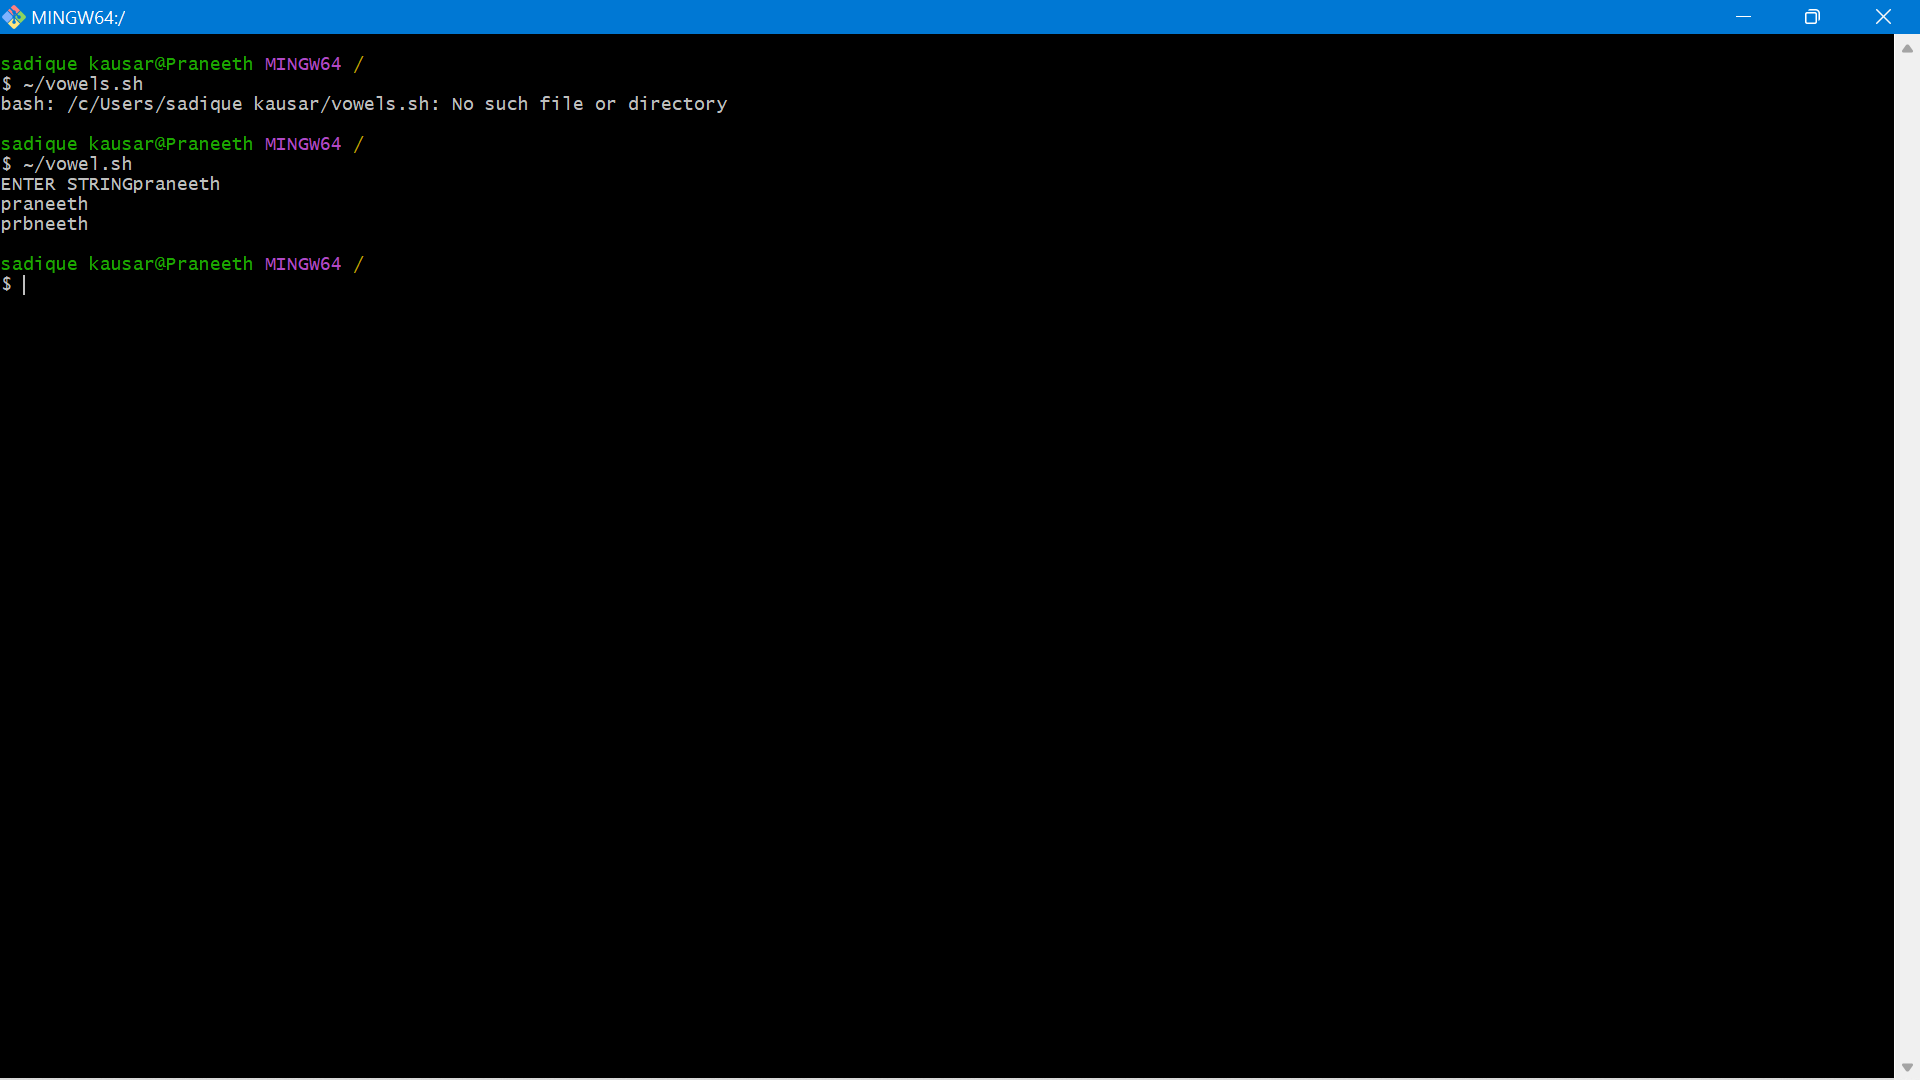 MINGW64:/
sadique kausar@Praneeth MINGW64 /
$ ~/vowels.sh
bash: /c/Users/sadique kausar/vowels.sh: No such file or directory
sadique kausar@Praneeth MINGW64 /
$ ~/vowel.sh
ENTER STRINGpraneeth
praneeth
prbneeth
sadique kausar@Praneeth MINGW64 /
$